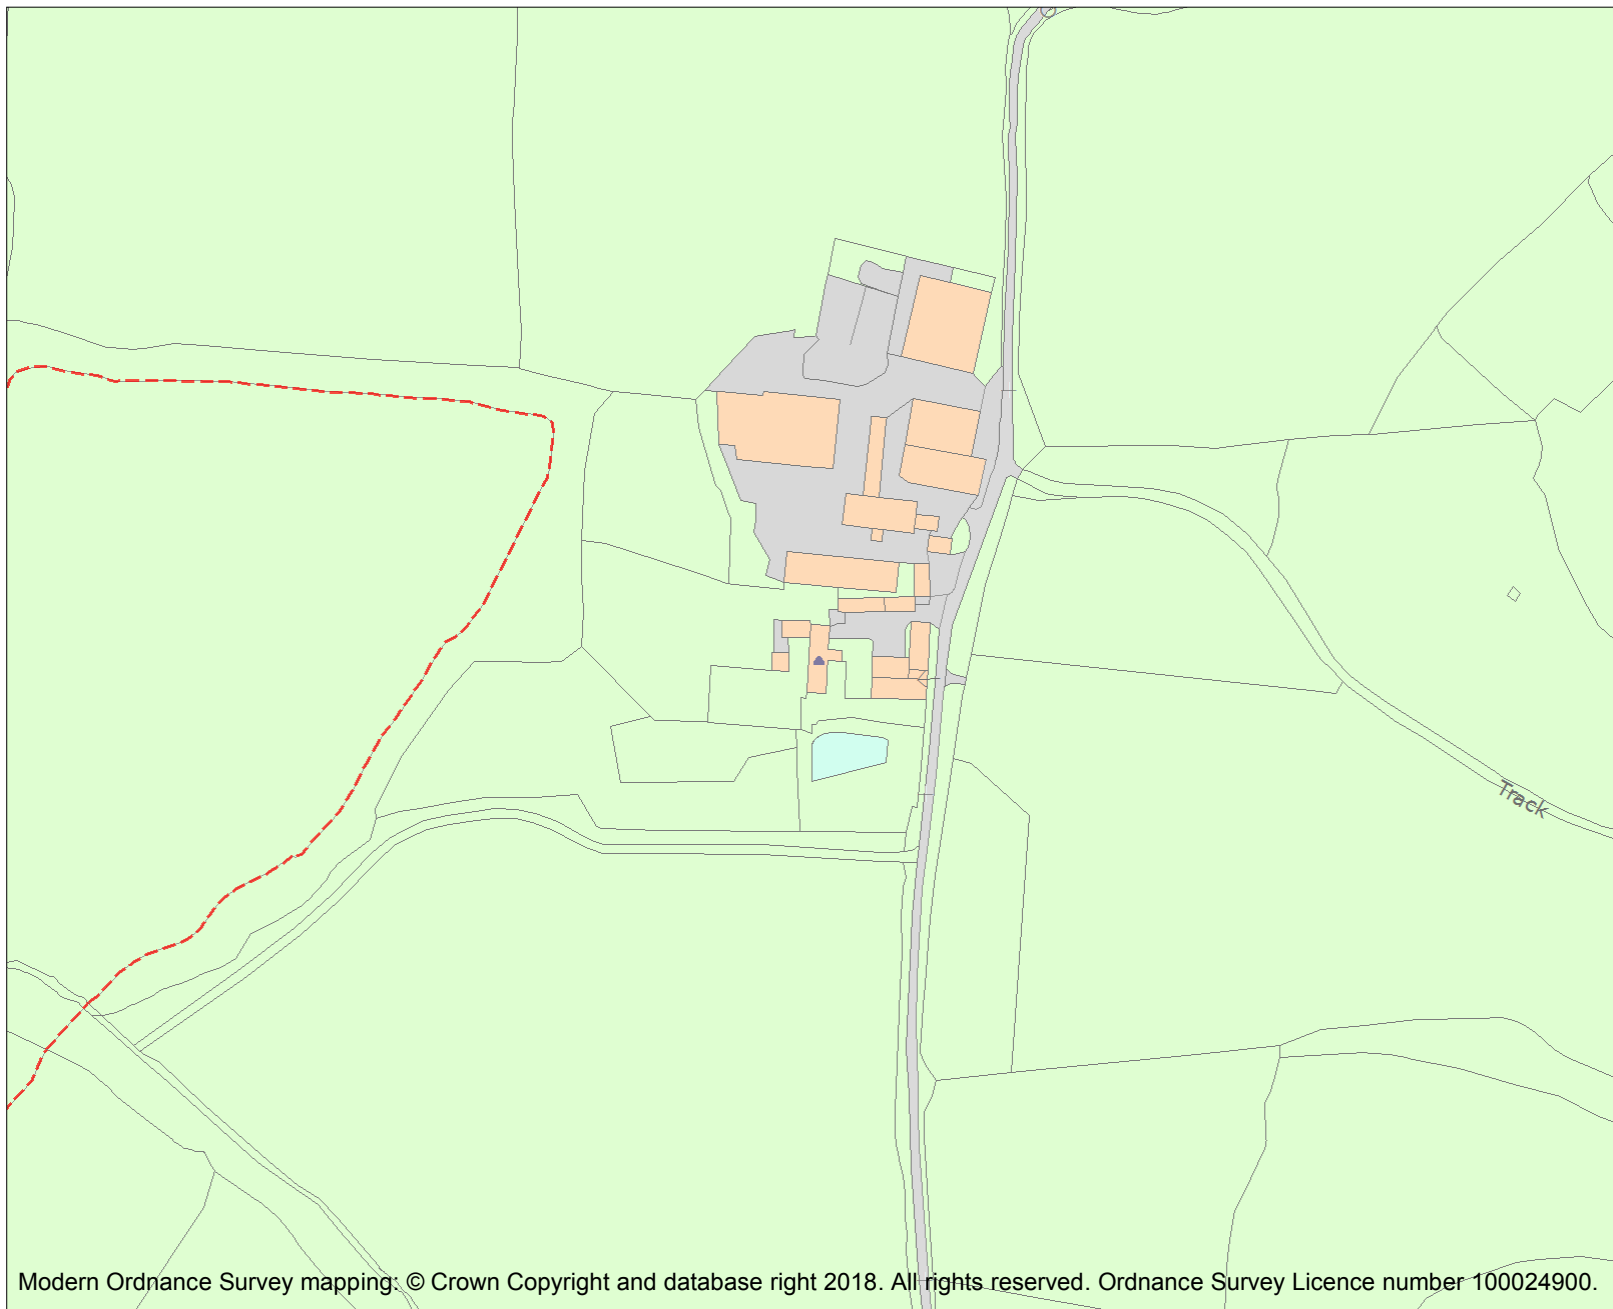 Track
Modern Ordnance Survey mapping: © Crown Copyright and database right 2018. All rights reserved. Ordnance Survey Licence number 100024900.